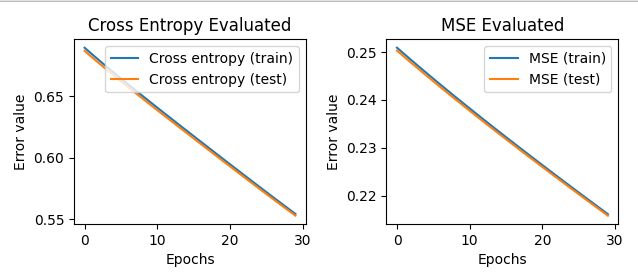 Cross Entropy Evaluated
Cross entropy (train)
Cross entropy (test)
Error value
0.65
0.60
0.55
0 10 20 30
Epochs
MSE Evaluated
MSE (train)
MSE (test)
Error value
0.25
0.24
0.23
0.22
0 10 20 30
Epochs